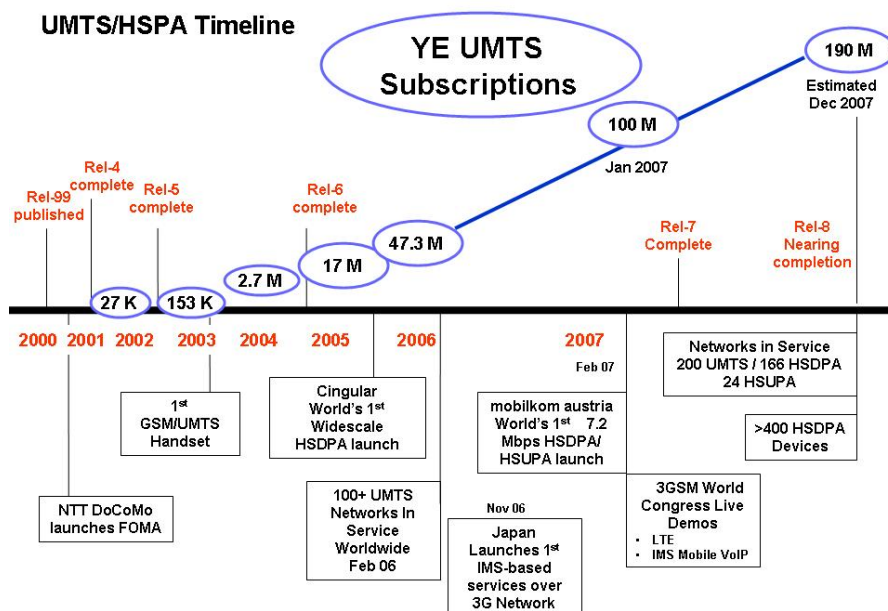 UMTS/HSPA Timeline
YE UMTS
Subscriptions
190 M
Estimated
Dec 2007
100 M
Jan 2007
Rel-99
published
Rel-4
complete
Rel-5
complete
Rel-6
complete
Rel-7
Complete
Rel-8
Nearing
completion
27 K
153 K
2.7 M
17 M
47.3 M
2000 2001 2002 2003 2004 2005 2006 2007
Feb 07
1st
GSM/UMTS
Handset
Cingular
World's 1st
Widescale
HSDPA launch
mobilkom austria
World's 1st 7.2
Mbps HSDPA/
HSUPA launch
Networks in Service
200 UMTS / 166 HSDPA
24 HSUPA
>400 HSDPA
Devices
NTT DoCoMo
launches FOMA
100+ UMTS
Networks In
Service
Worldwide
Feb 06
Nov 06
Japan
Launches 1st
IMS-based
services over
3G Network
3GSM World
Congress Live
Demos
• LTE
• IMS Mobile VoIP